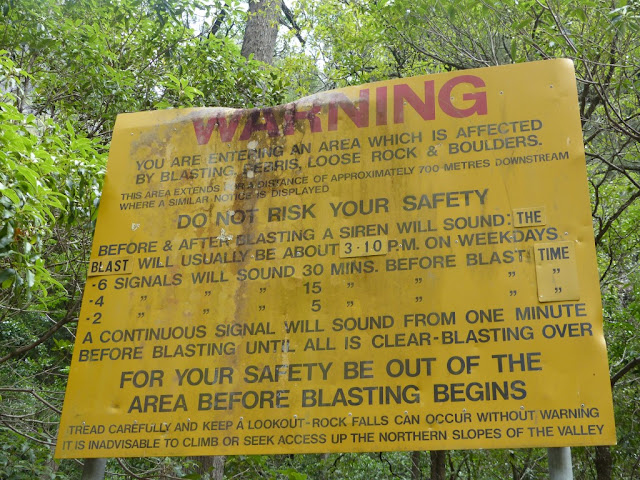 WARNING
YOU ARE ENTERING AN AREA WHICH IS AFFECTED
BY BLASTING, DEBRIS, LOOSE ROCK & BOULDERS.
THIS AREA EXTENDS FOR A DISTANCE OF APPROXIMATELY 700 METRES DOWNSTREAM
WHERE A SIMILAR NOTICE IS DISPLAYED
DO NOT RISK YOUR SAFETY
BEFORE & AFTER BLASTING A SIREN WILL SOUND: THE
BLAST WILL USUALLY BE ABOUT 3·10 P.M. ON WEEKDAYS
-6 SIGNALS WILL SOUND 30 MINS. BEFORE BLAST TIME
-4 " " " 15 " " " "
-2 " " " 5 " " " "
A CONTINUOUS SIGNAL WILL SOUND FROM ONE MINUTE
BEFORE BLASTING UNTIL ALL IS CLEAR-BLASTING OVER
FOR YOUR SAFETY BE OUT OF THE
AREA BEFORE BLASTING BEGINS
TREAD CAREFULLY AND KEEP A LOOKOUT-ROCK FALLS CAN OCCUR WITHOUT WARNING
IT IS INADVISABLE TO CLIMB OR SEEK ACCESS UP THE NORTHERN SLOPES OF THE VALLEY